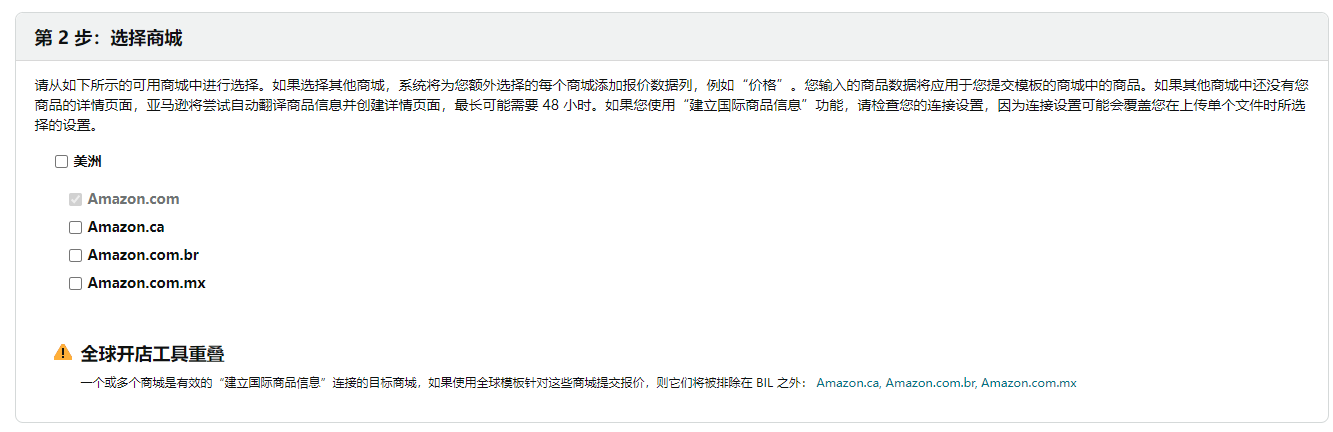 第 2 步：选择商城
请从如下所示的可用商城中进行选择。如果选择其他商城，系统将为您额外选择的每个商城添加报价数据列，例如“价格”。您输入的商品数据将应用于您提交模板的商城中的商品。如果其他商城中还没有您
商品的详情页面，亚马逊将尝试自动翻译商品信息并创建详情页面，最长可能需要 48 小时。如果您使用“建立国际商品信息”功能，请检查您的连接设置，因为连接设置可能会覆盖您在上传单个文件时所选
择的设置。
美洲
Amazon.com
Amazon.ca
Amazon.com.br
Amazon.com.mx
全球开店工具重叠
一个或多个商城是有效的“建立国际商品信息”连接的目标商城，如果使用全球模板针对这些商城提交报价，则它们将被排除在 BIL 之外： Amazon.ca, Amazon.com.br, Amazon.com.mx